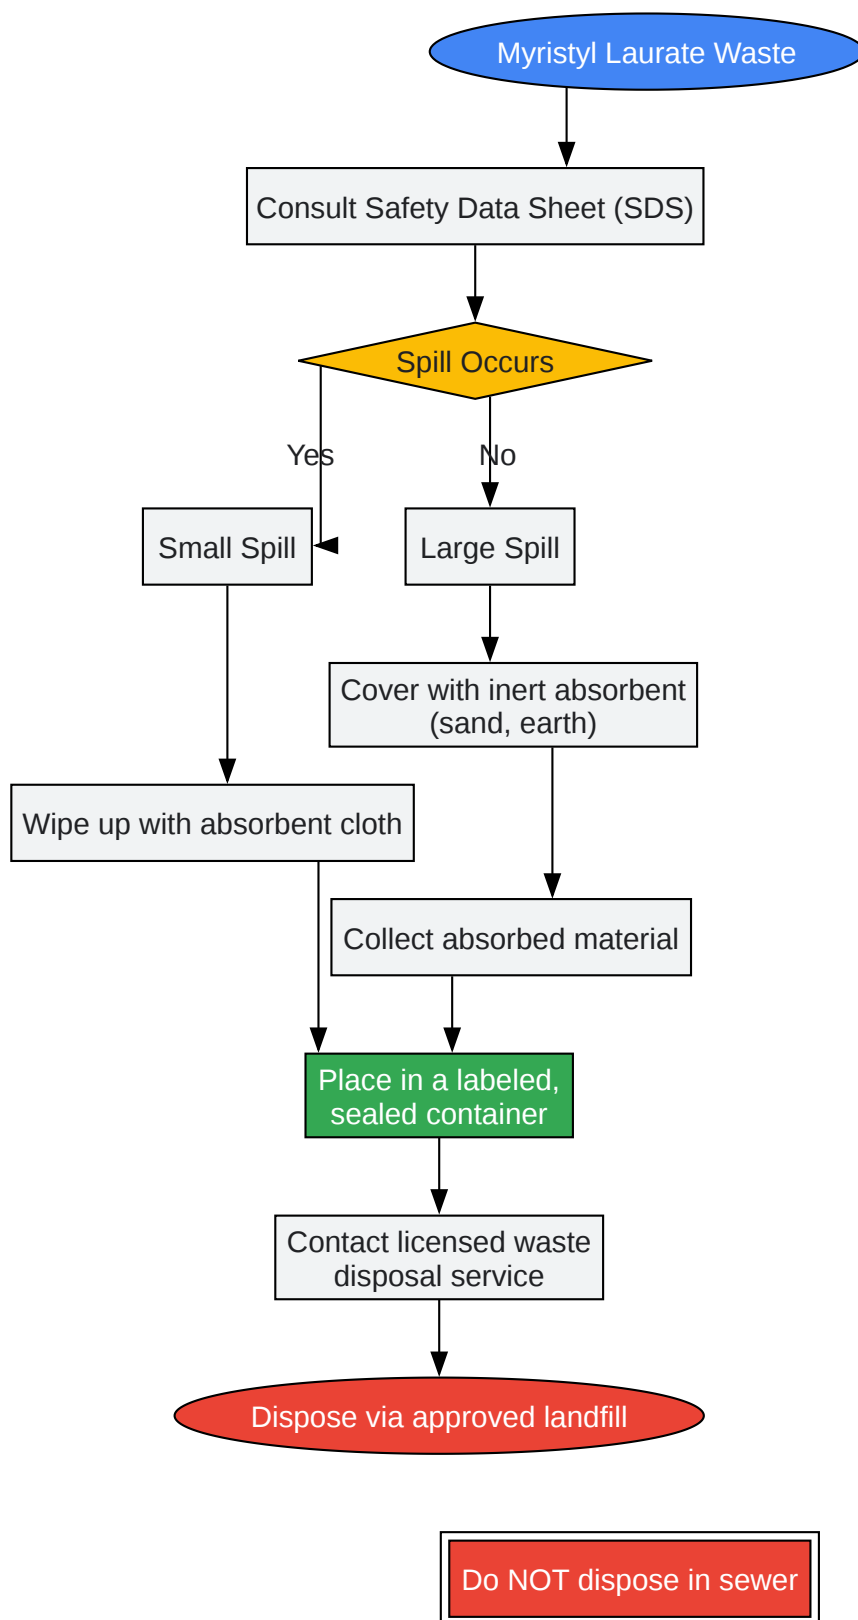 Myristyl Laurate Waste
Consult Safety Data Sheet (SDS)
Spill Occurs
Yes
No
Small Spill
Large Spill
Cover with inert absorbent
(sand, earth)
Wipe up with absorbent cloth
Collect absorbed material
Place in a labeled,
sealed container
Contact licensed waste
disposal service
Dispose via approved landfill
Do NOT dispose in sewer